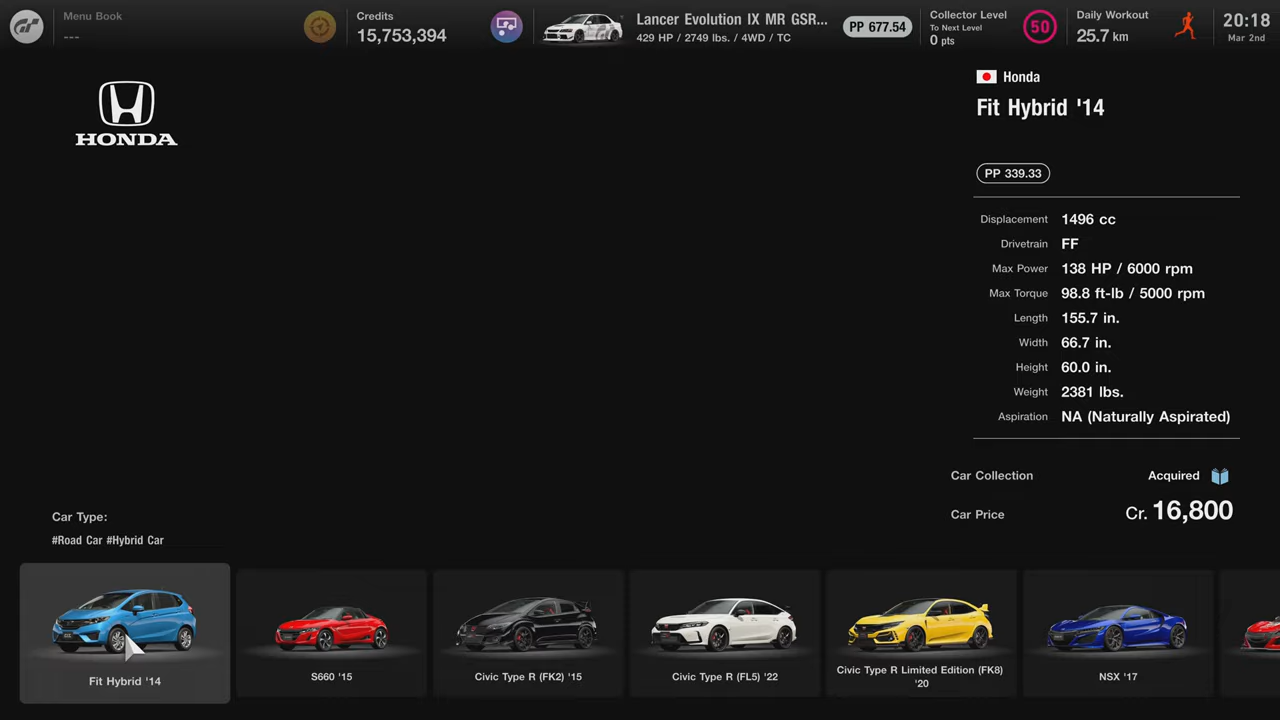 Menu Book
---
Credits
15,753,394
Lancer Evolution IX MR GSR...
429 HP / 2749 lbs. / 4WD / TC
PP 677.54
Collector Level
To Next Level
0 pts
50
Daily Workout
25.7 km
20:18
Mar 2nd
HONDA
Honda
Fit Hybrid '14
PP 339.33
Displacement 1496 cc
Drivetrain FF
Max Power 138 HP / 6000 rpm
Max Torque 98.8 ft-lb / 5000 rpm
Length 155.7 in.
Width 66.7 in.
Height 60.0 in.
Weight 2381 lbs.
Aspiration NA (Naturally Aspirated)
Car Collection Acquired
Car Price Cr. 16,800
Car Type:
#Road Car #Hybrid Car
Fit Hybrid '14
S660 '15
Civic Type R (FK2) '15
Civic Type R (FL5) '22
Civic Type R Limited Edition (FK8)
'20
NSX '17